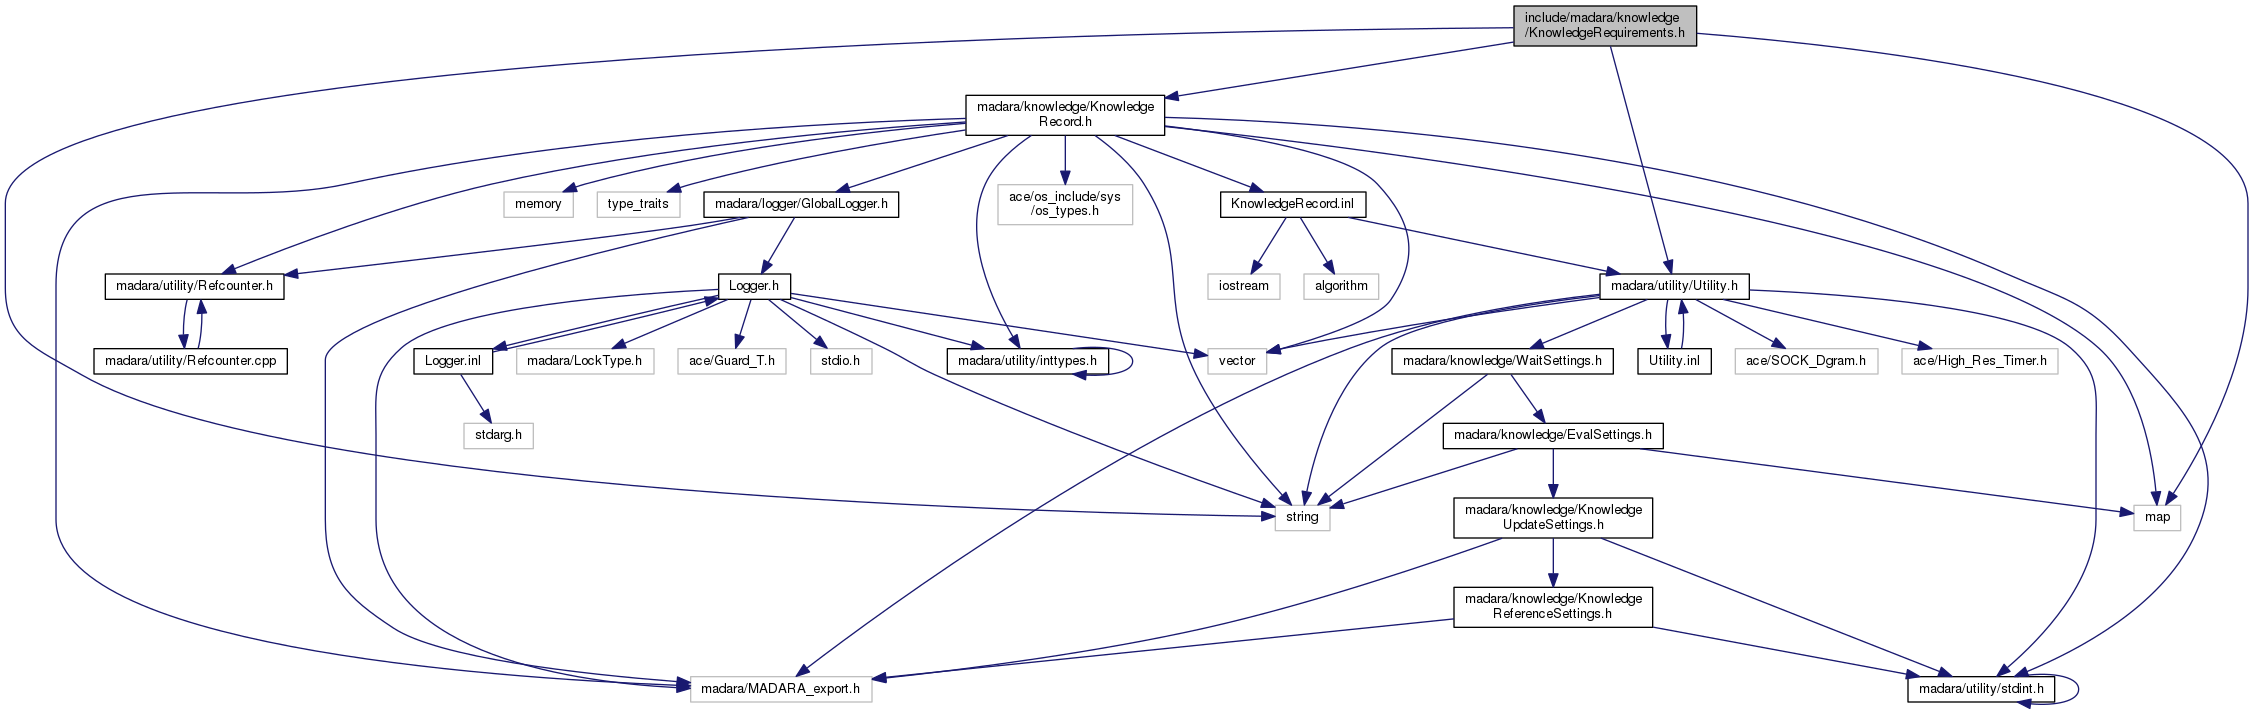 include/madara/knowledge
/KnowledgeRequirements.h
madara/knowledge/Knowledge
Record.h
memory
type_traits
madara/logger/GlobalLogger.h
ace/os_include/sys
/os_types.h
KnowledgeRecord.inl
madara/utility/Refcounter.h
Logger.h
iostream
algorithm
madara/utility/Utility.h
madara/utility/Refcounter.cpp
Logger.inl
madara/LockType.h
ace/Guard_T.h
stdio.h
madara/utility/inttypes.h
vector
madara/knowledge/WaitSettings.h
Utility.inl
ace/SOCK_Dgram.h
ace/High_Res_Timer.h
stdarg.h
madara/knowledge/EvalSettings.h
string
madara/knowledge/Knowledge
UpdateSettings.h
map
madara/knowledge/Knowledge
ReferenceSettings.h
madara/MADARA_export.h
madara/utility/stdint.h